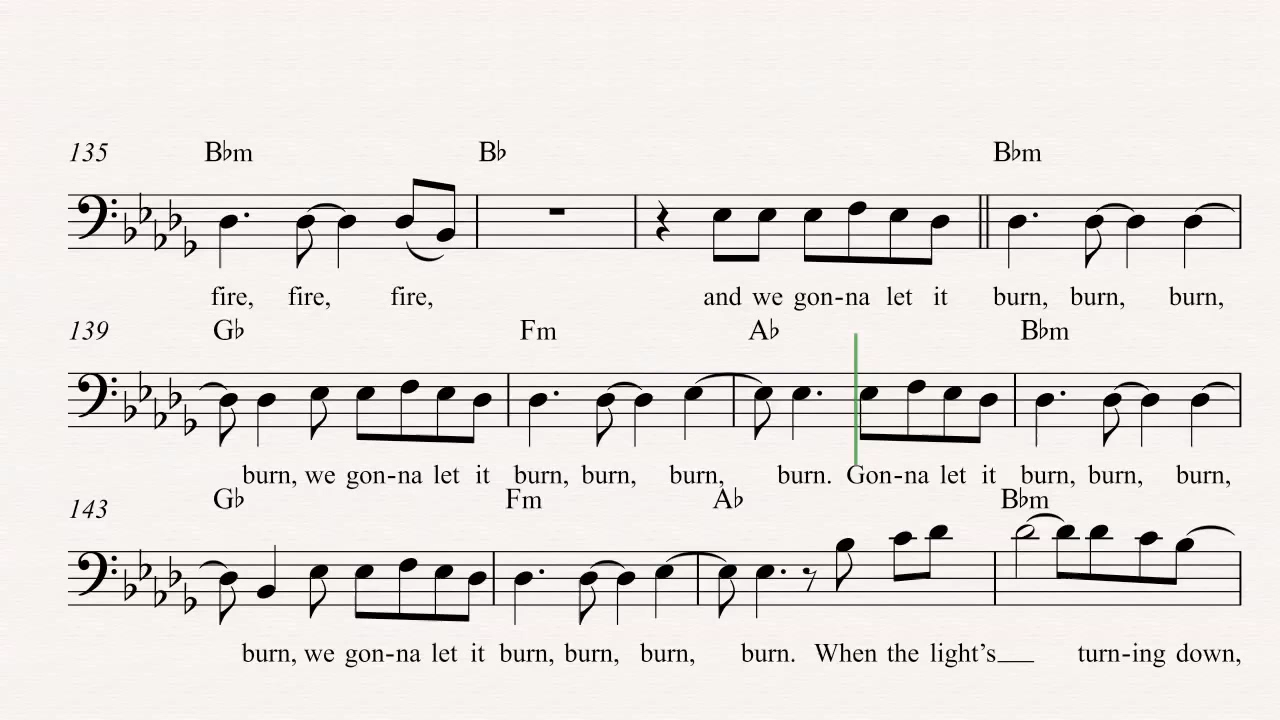 135 B♭m B♭ B♭m
fire, fire, fire, and we gon-na let it burn, burn, burn,
139 G♭ Fm A♭ B♭m
burn, we gon-na let it burn, burn, burn, burn. Gon-na let it burn, burn, burn,
143 G♭ Fm A♭ B♭m
burn, we gon-na let it burn, burn, burn, burn. When the light’s__ turn-ing down,